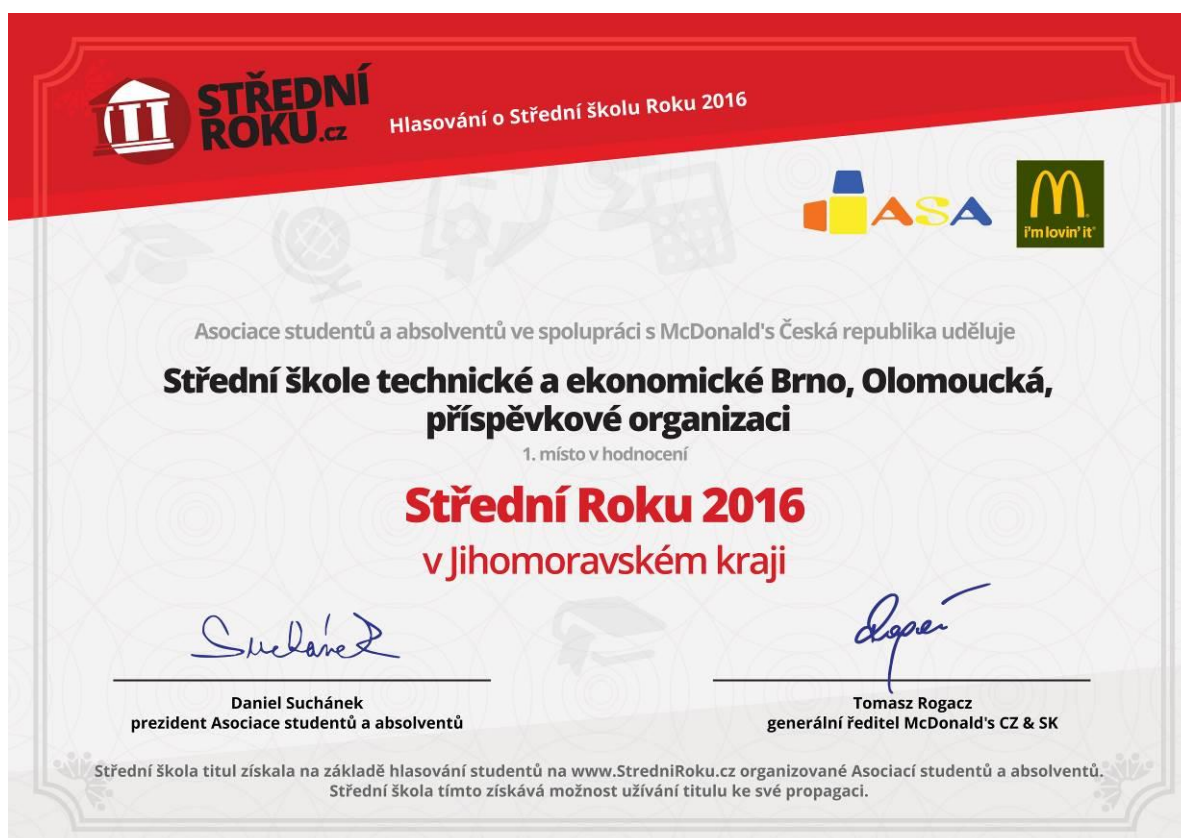 STŘEDNÍ
ROKU.cz
Hlasování o Střední školu Roku 2016
ASA
i'm lovin' it
Asociace studentů a absolventů ve spolupráci s McDonald's Česká republika uděluje
Střední škole technické a ekonomické Brno, Olomoucká,
příspěvkové organizaci
1. místo v hodnocení
Střední Roku 2016
v Jihomoravském kraji
Suchánek
Daniel Suchánek
prezident Asociace studentů a absolventů
Tomasz Rogacz
generální ředitel McDonald's CZ & SK
Střední škola titul získala na základě hlasování studentů na www.StredniRoku.cz organizované Asociací studentů a absolventů.
Střední škola tímto získává možnost užívání titulu ke své propagaci.